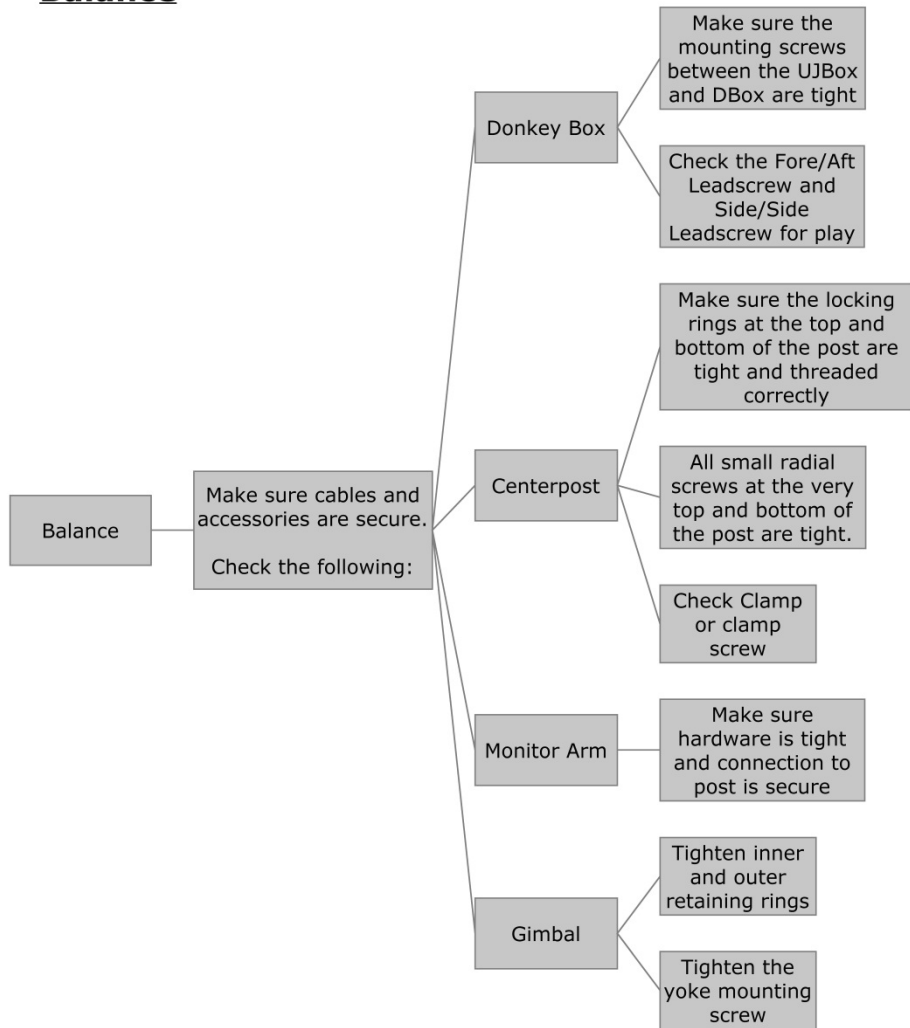 Balance
Make sure the
mounting screws
between the UJBox
and DBox are tight
Donkey Box
Check the Fore/Aft
Leadscrew and
Side/Side
Leadscrew for play
Make sure the locking
rings at the top and
bottom of the post are
tight and threaded
correctly
Centerpost
All small radial
screws at the very
top and bottom of
the post are tight.
Check Clamp
or clamp
screw
Balance
Make sure cables and
accessories are secure.
Check the following:
Monitor Arm
Make sure
hardware is tight
and connection to
post is secure
Gimbal
Tighten inner
and outer
retaining rings
Tighten the
yoke mounting
screw